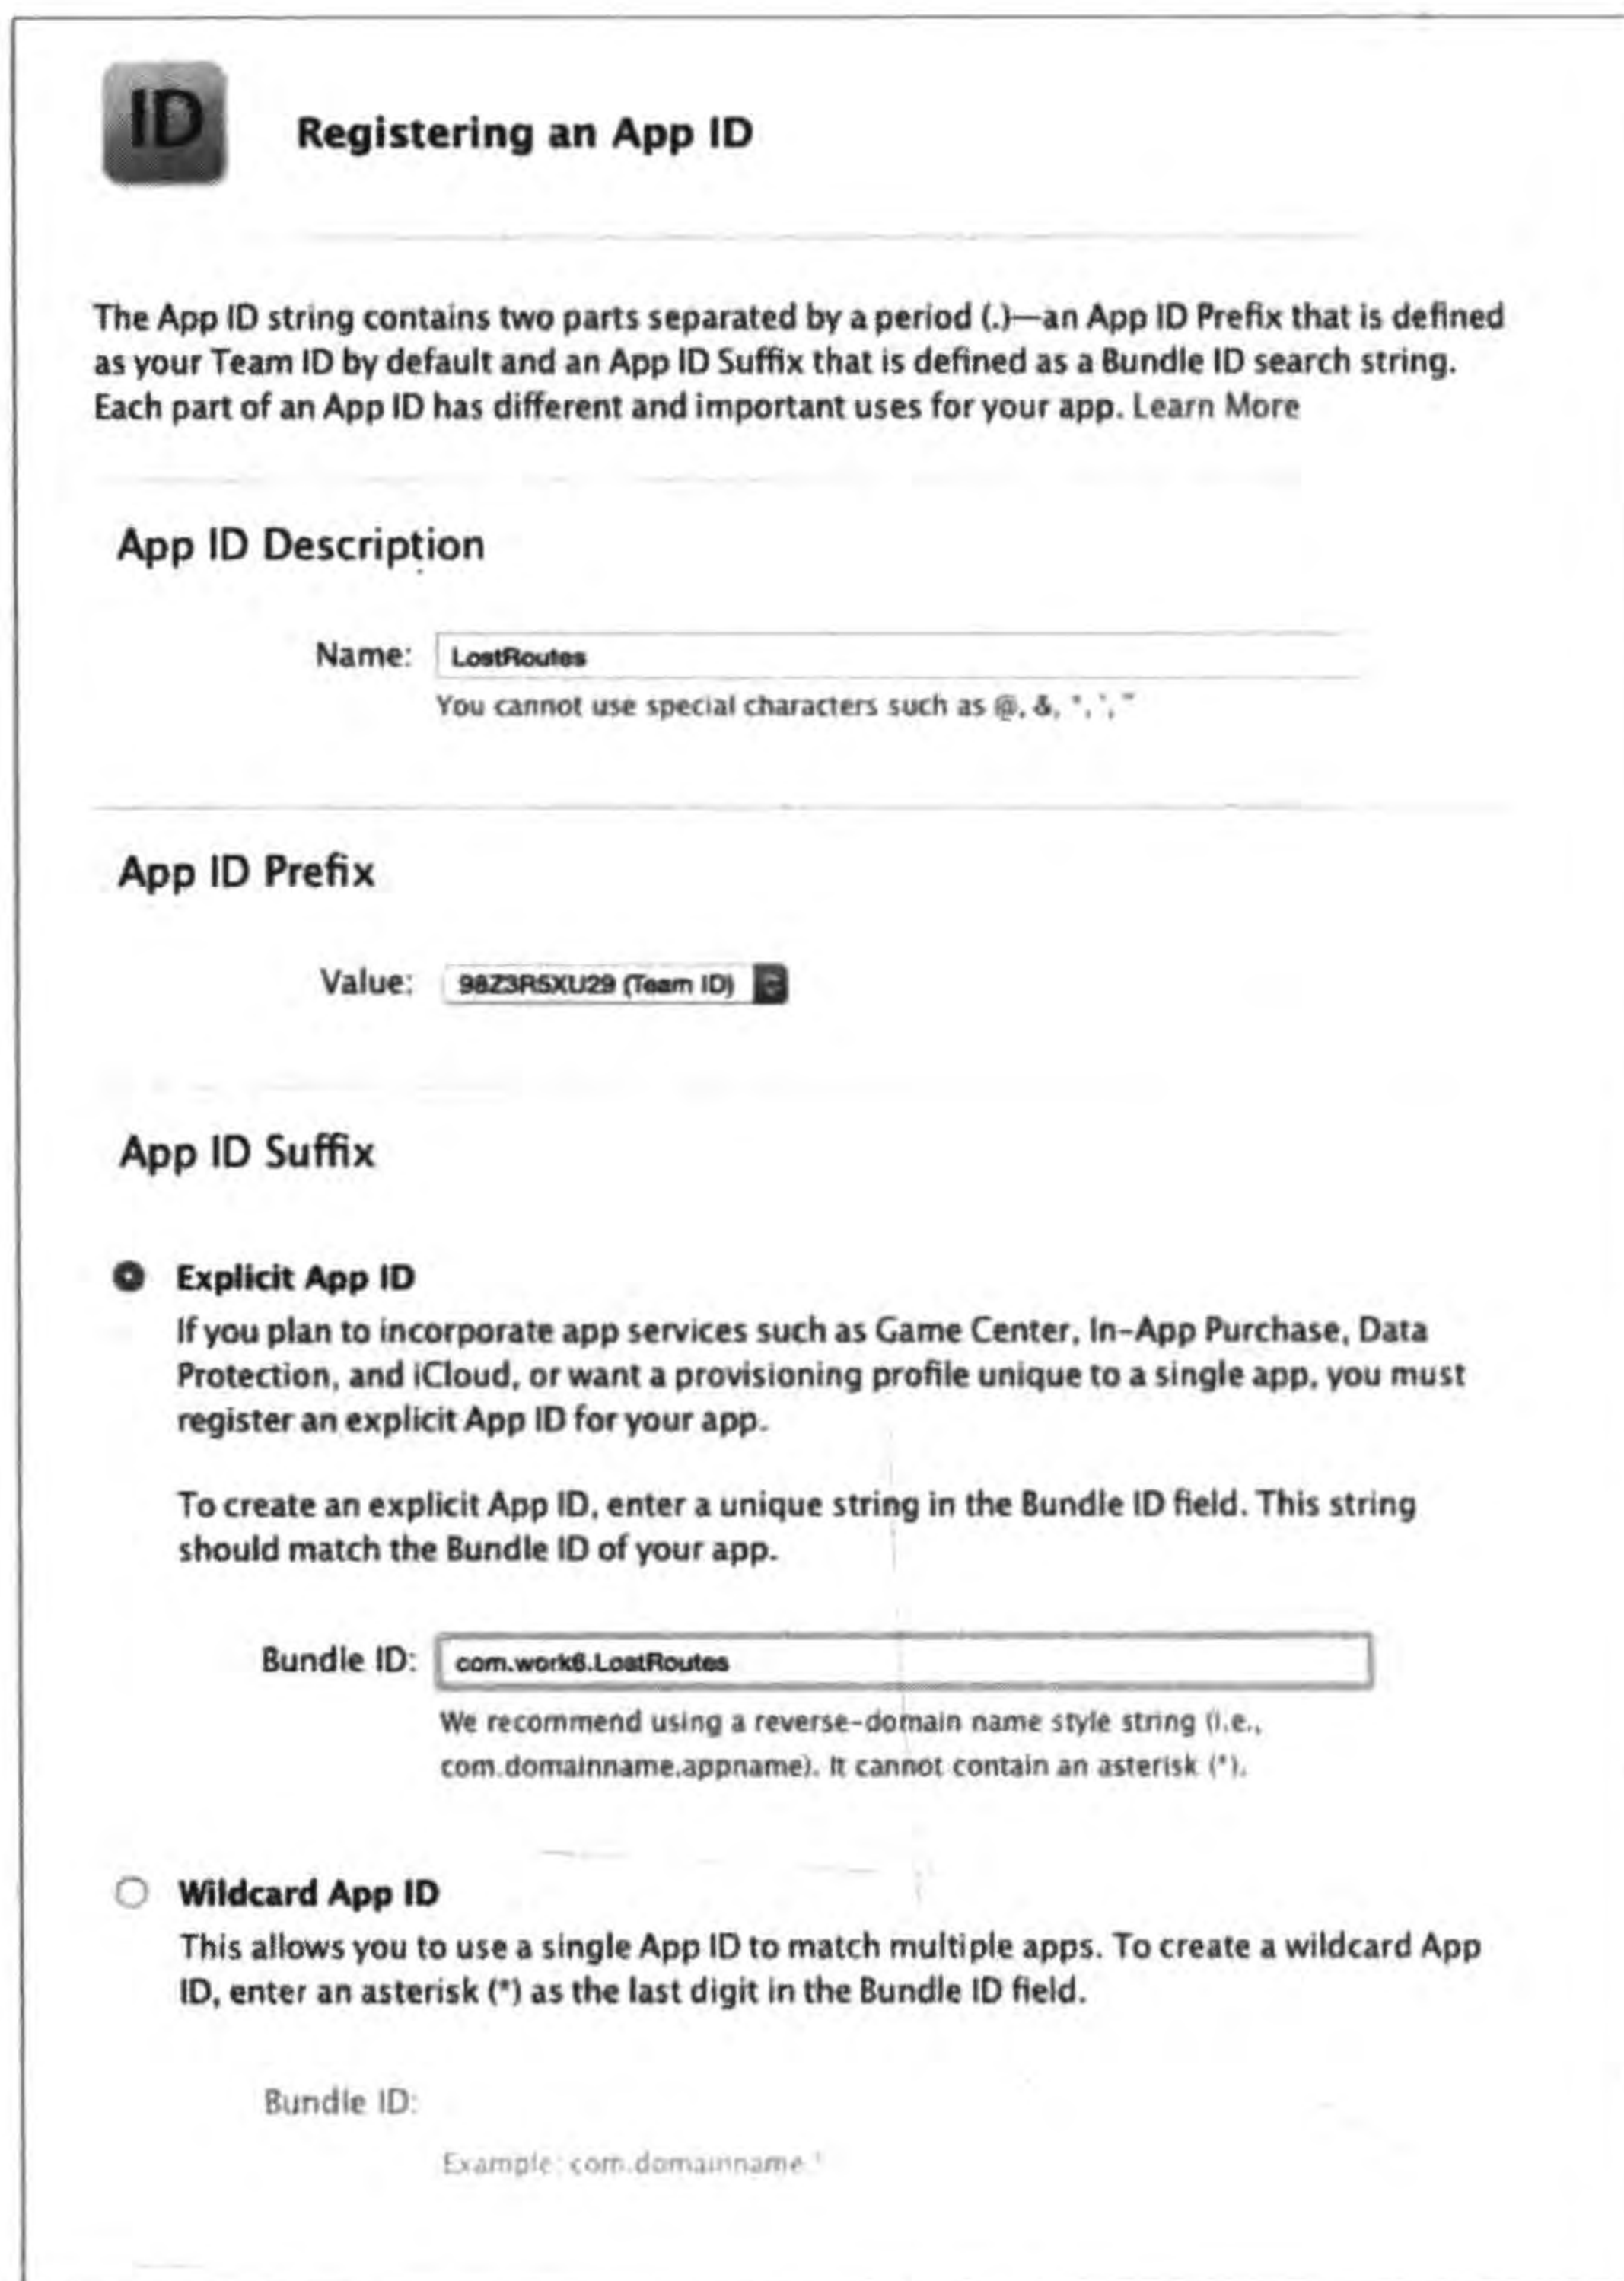 ID
Registering an App ID
The App ID string contains two parts separated by a period (.)—an App ID Prefix that is defined
as your Team ID by default and an App ID Suffix that is defined as a Bundle ID search string.
Each part of an App ID has different and important uses for your app. Learn More
App ID Description
Name: LostRoutes
You cannot use special characters such as @, &, *, ', "
App ID Prefix
Value: 98Z3R5XU29 (Team ID)
App ID Suffix
Explicit App ID
If you plan to incorporate app services such as Game Center, In-App Purchase, Data
Protection, and iCloud, or want a provisioning profile unique to a single app, you must
register an explicit App ID for your app.
To create an explicit App ID, enter a unique string in the Bundle ID field. This string
should match the Bundle ID of your app.
Bundle ID: com.work6.LostRoutes
We recommend using a reverse-domain name style string (i.e.,
com.domainname.appname). It cannot contain an asterisk (*).
Wildcard App ID
This allows you to use a single App ID to match multiple apps. To create a wildcard App
ID, enter an asterisk (*) as the last digit in the Bundle ID field.
Bundle ID:
Example: com.domainname.*